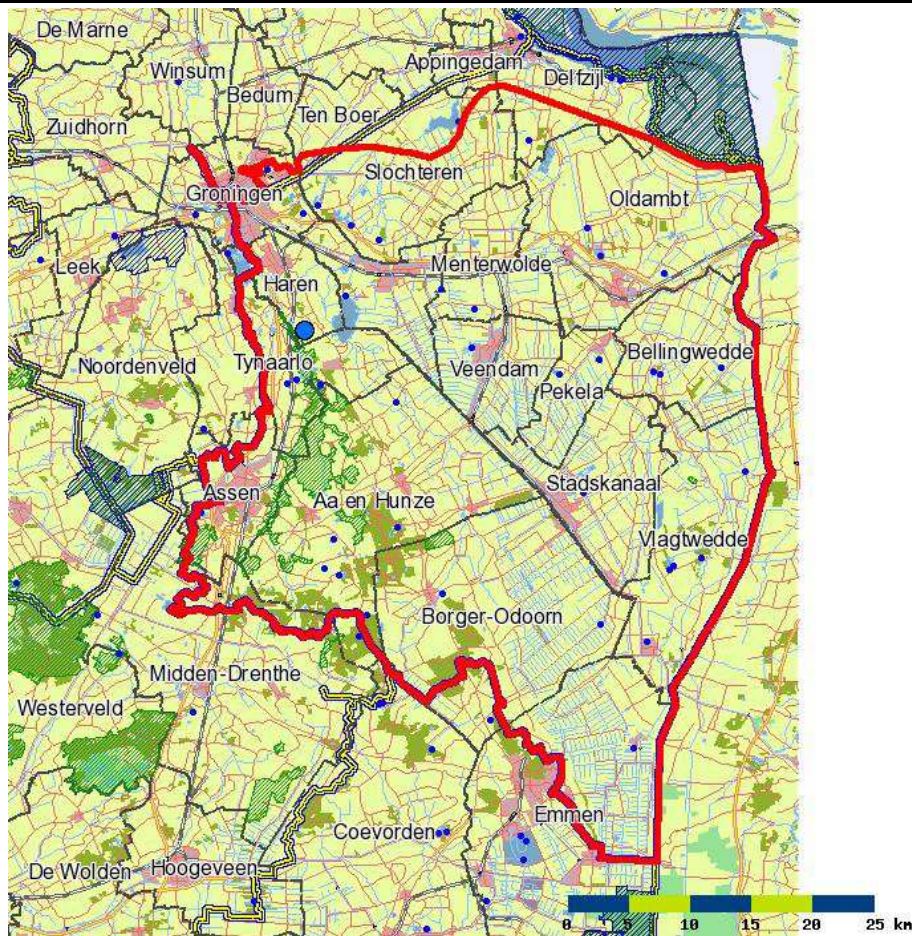 De Marne
Appingedam
Winsum
Delfzijl
Bedum
Ten Boer
Zuidhorn
Slochteren
Groningen
Oldambt
Leek
Menterwolde
Haren
Noordenveld
Tynaarlo
Veendam
Bellingwedde
Pekela
Assen
Aa en Hunze
Stadskanaal
Vlagtwedde
Borger-Odoorn
Midden-Drenthe
Westerveld
Emmen
Coevorden
De Wolden
Hoogeveen
0 5 10 15 20 25 km